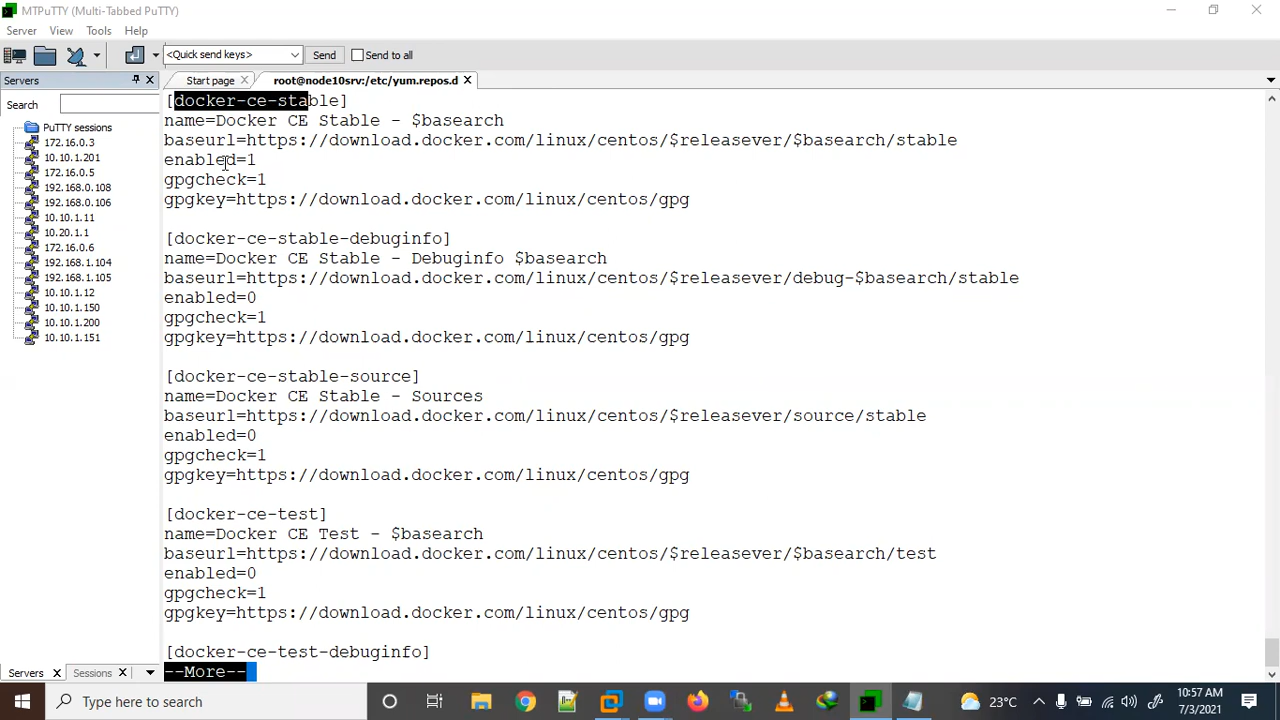 MTPuTTY (Multi-Tabbed PuTTY)
Server View Tools Help
<Quick send keys> Send Send to all
Servers
Start page root@node10srv:/etc/yum.repos.d
Search
PuTTY sessions
172.16.0.3
10.10.1.201
172.16.0.5
192.168.0.108
192.168.0.106
10.10.1.11
10.20.1.1
172.16.0.6
192.168.1.104
192.168.1.105
10.10.1.12
10.10.1.150
10.10.1.200
10.10.1.151
[docker-ce-stable]
name=Docker CE Stable - $basearch
baseurl=https://download.docker.com/linux/centos/$releasever/$basearch/stable
enabled=1
gpgcheck=1
gpgkey=https://download.docker.com/linux/centos/gpg
[docker-ce-stable-debuginfo]
name=Docker CE Stable - Debuginfo $basearch
baseurl=https://download.docker.com/linux/centos/$releasever/debug-$basearch/stable
enabled=0
gpgcheck=1
gpgkey=https://download.docker.com/linux/centos/gpg
[docker-ce-stable-source]
name=Docker CE Stable - Sources
baseurl=https://download.docker.com/linux/centos/$releasever/source/stable
enabled=0
gpgcheck=1
gpgkey=https://download.docker.com/linux/centos/gpg
[docker-ce-test]
name=Docker CE Test - $basearch
baseurl=https://download.docker.com/linux/centos/$releasever/$basearch/test
enabled=0
gpgcheck=1
gpgkey=https://download.docker.com/linux/centos/gpg
[docker-ce-test-debuginfo]
--More--
Servers Sessions
Type here to search
23°C
10:57 AM
7/3/2021